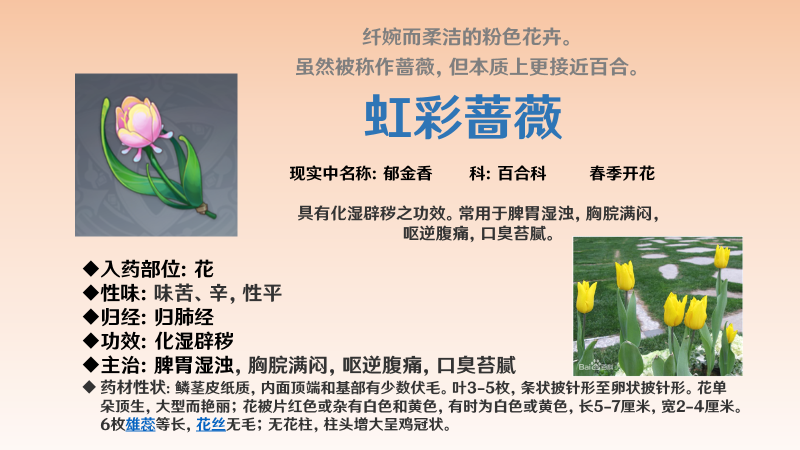 纤婉而柔洁的粉色花卉。
虽然被称作蔷薇, 但本质上更接近百合。
虹彩蔷薇
现实中名称: 郁金香 科: 百合科 春季开花
具有化湿辟秽之功效。常用于脾胃湿浊, 胸脘满闷,
呕逆腹痛, 口臭苔腻。
◆入药部位: 花
◆性味: 味苦、辛, 性平
◆归经: 归肺经
◆功效: 化湿辟秽
◆主治: 脾胃湿浊, 胸脘满闷, 呕逆腹痛, 口臭苔腻
◆药材性状: 鳞茎皮纸质, 内面顶端和基部有少数伏毛。叶3-5枚, 条状披针形至卵状披针形。花单
朵顶生, 大型而艳丽; 花被片红色或杂有白色和黄色, 有时为白色或黄色, 长5-7厘米, 宽2-4厘米。
6枚雄蕊等长, 花丝无毛; 无花柱, 柱头增大呈鸡冠状。
Bai百科